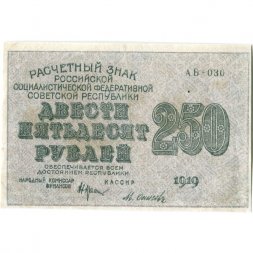 АБ-030
РАСЧЕТНЫЙ ЗНАК
РОССИЙСКОЙ
СОЦИАЛИСТИЧЕСКОЙ ФЕДЕРАТИВНОЙ
СОВЕТСКОЙ РЕСПУБЛИКИ
ДВЕСТИ
ПЯТЬДЕСЯТ
РУБЛЕЙ
250
ОБЕСПЕЧИВАЕТСЯ ВСЕМ
ДОСТОЯНИЕМ РЕСПУБЛИКИ
НАРОДНЫЙ КОМИССАР
ФИНАНСОВ
КАССИР
1919